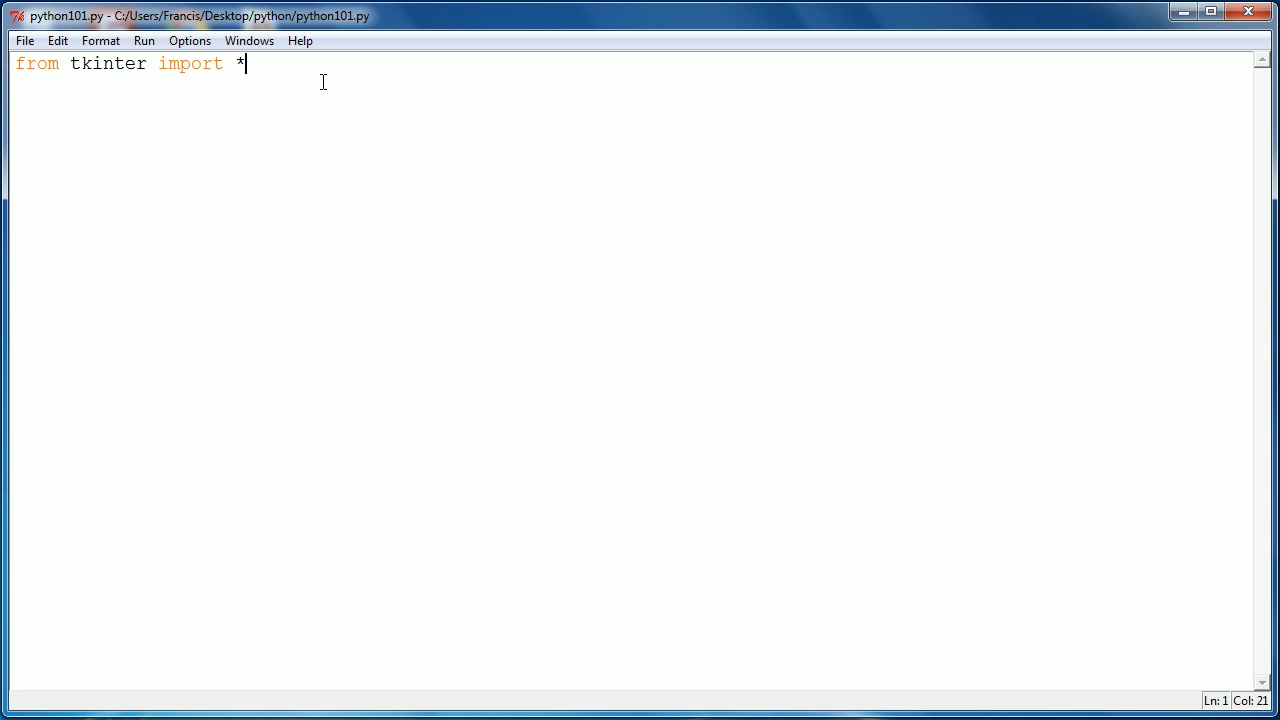 python101.py - C:/Users/Francis/Desktop/python/python101.py
File Edit Format Run Options Windows Help
from tkinter import *
Ln: 1 Col: 21